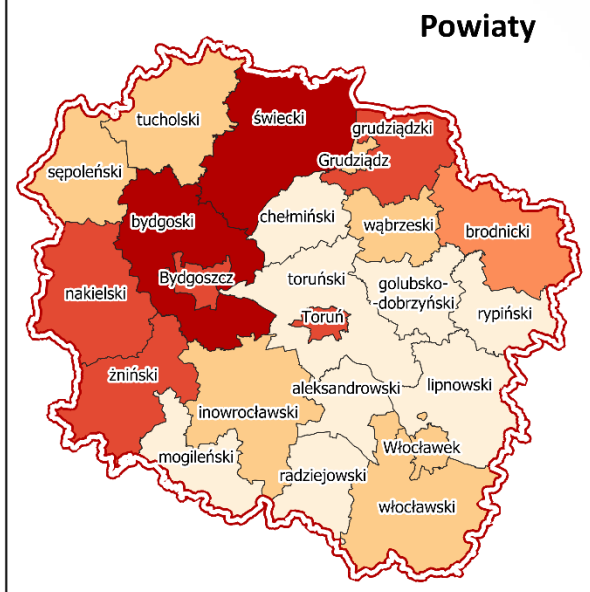 Powiaty
tucholski
świecki
grudziądzki
Grudziądz
sępoleński
bydgoski
chełmiński
wąbrzeski
brodnicki
Bydgoszcz
toruński
golubsko-
-dobrzyński
nakielski
Toruń
rypiński
żniński
aleksandrowski
lipnowski
inowrocławski
Włocławek
mogileński
radziejowski
włocławski